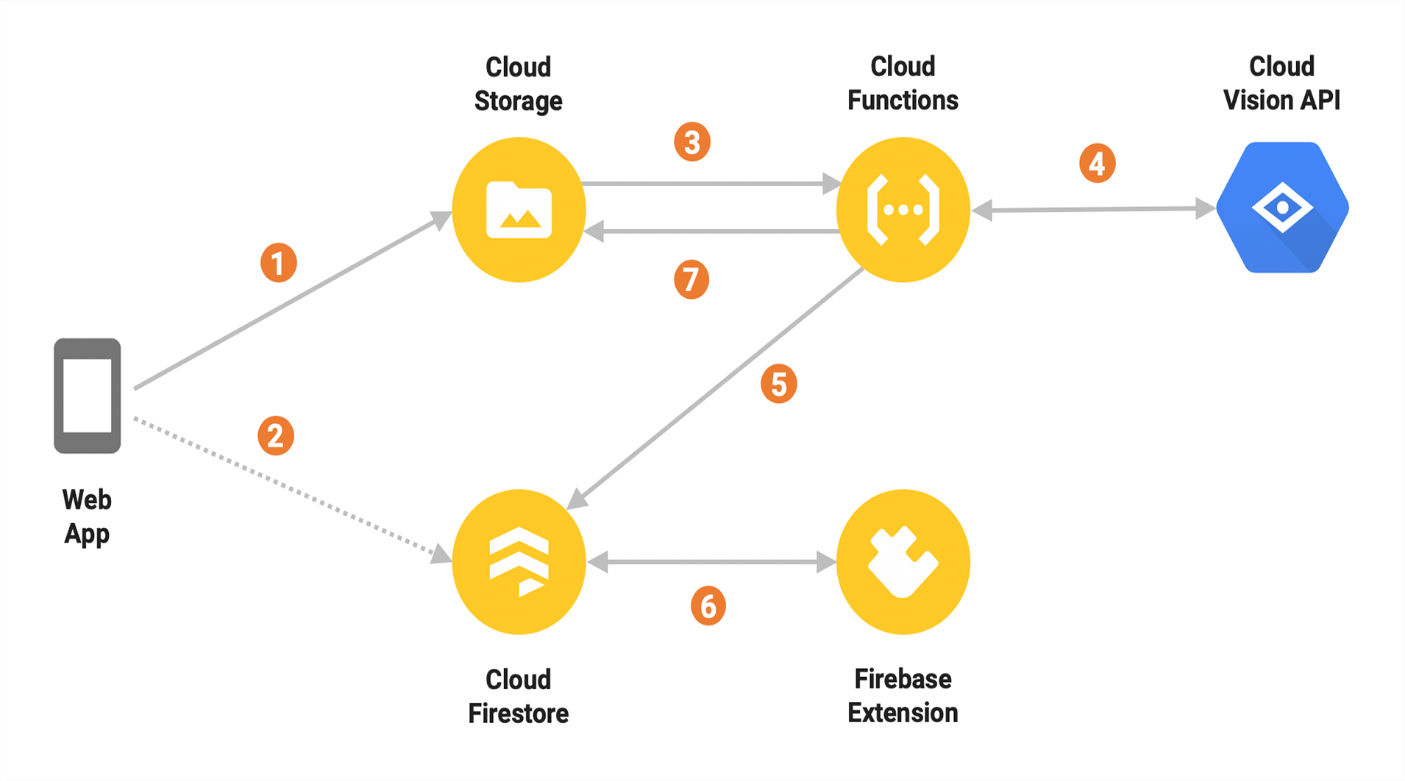 Cloud
Storage
Cloud
Functions
Cloud
Vision API
3
4
1
7
5
2
Web
App
6
Cloud
Firestore
Firebase
Extension